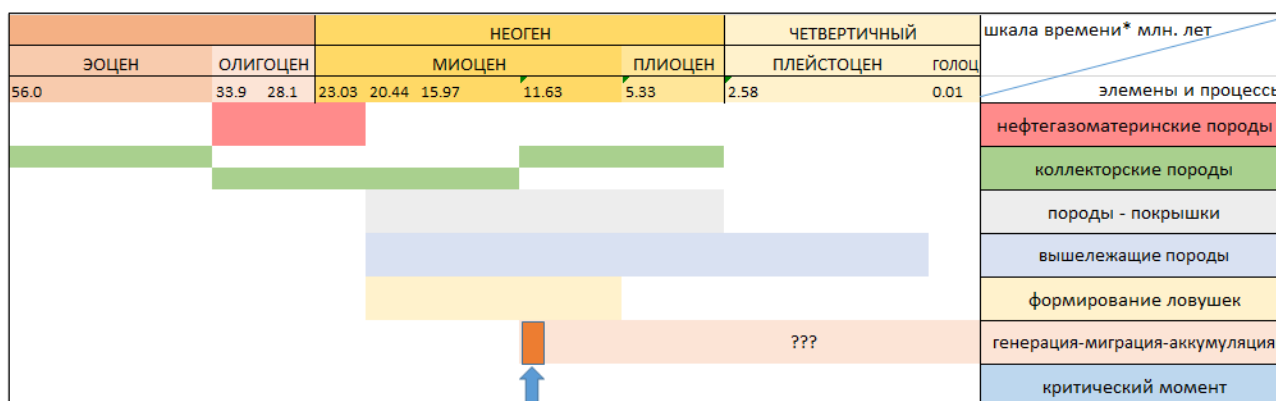 НЕОГЕН ЧЕТВЕРТИЧНЫЙ шкала времени* млн. лет
ЭОЦЕН ОЛИГОЦЕН МИОЦЕН ПЛИОЦЕН ПЛЕЙСТОЦЕН ГОЛОЦ
56.0 33.9 28.1 23.03 20.44 15.97 11.63 5.33 2.58 0.01 элемены и процессы
нефтегазоматеринские породы
коллекторские породы
породы - покрышки
вышележащие породы
формирование ловушек
??? генерация-миграция-аккумуляция
критический момент